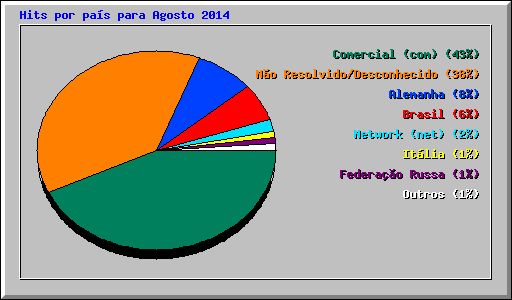 Hits por país para Agosto 2014
Comercial (com) (43%)
Não Resolvido/Desconhecido (38%)
Alemanha (8%)
Brasil (6%)
Network (net) (2%)
Itália (1%)
Federação Russa (1%)
Outros (1%)